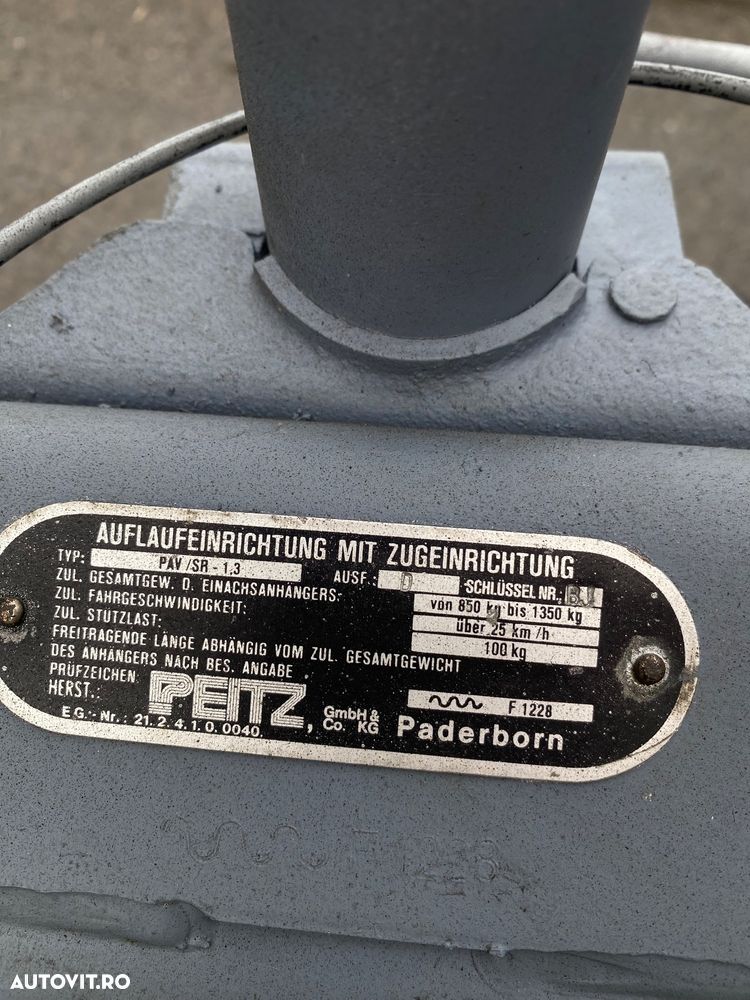 AUFLAUFEINRICHTUNG MIT ZUGEINRICHTUNG
TYP: PAV/SR - 1,3 AUSF.: D SCHLÜSSEL NR.:
ZUL. GESAMTGEW. D. EINACHSANHÄNGERS: von 850 kg bis 1350 kg
ZUL. FAHRGESCHWINDIGKEIT: über 25 km/h
ZUL. STÜTZLAST: 100 kg
FREITRAGENDE LÄNGE ABHÄNGIG VOM ZUL. GESAMTGEWICHT
DES ANHÄNGERS NACH BES. ANGABE
PRÜFZEICHEN: F 1228
HERST.: PEITZ, GmbH & Co. KG Paderborn
EG.-Nr.: 21.2.4.1.0.0040.
AUTOVIT.RO